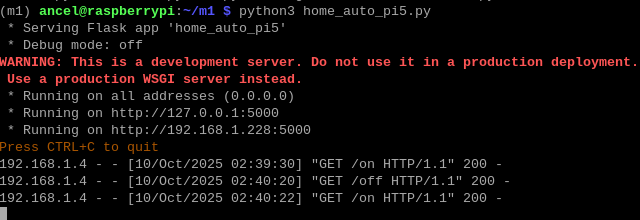 (m1) ancel@raspberrypi:~/m1 $ python3 home_auto_pi5.py
 * Serving Flask app 'home_auto_pi5'
 * Debug mode: off
WARNING: This is a development server. Do not use it in a production deployment.
 Use a production WSGI server instead.
 * Running on all addresses (0.0.0.0)
 * Running on http://127.0.0.1:5000
 * Running on http://192.168.1.228:5000
Press CTRL+C to quit
192.168.1.4 - - [10/Oct/2025 02:39:30] "GET /on HTTP/1.1" 200 -
192.168.1.4 - - [10/Oct/2025 02:40:20] "GET /off HTTP/1.1" 200 -
192.168.1.4 - - [10/Oct/2025 02:40:22] "GET /on HTTP/1.1" 200 -